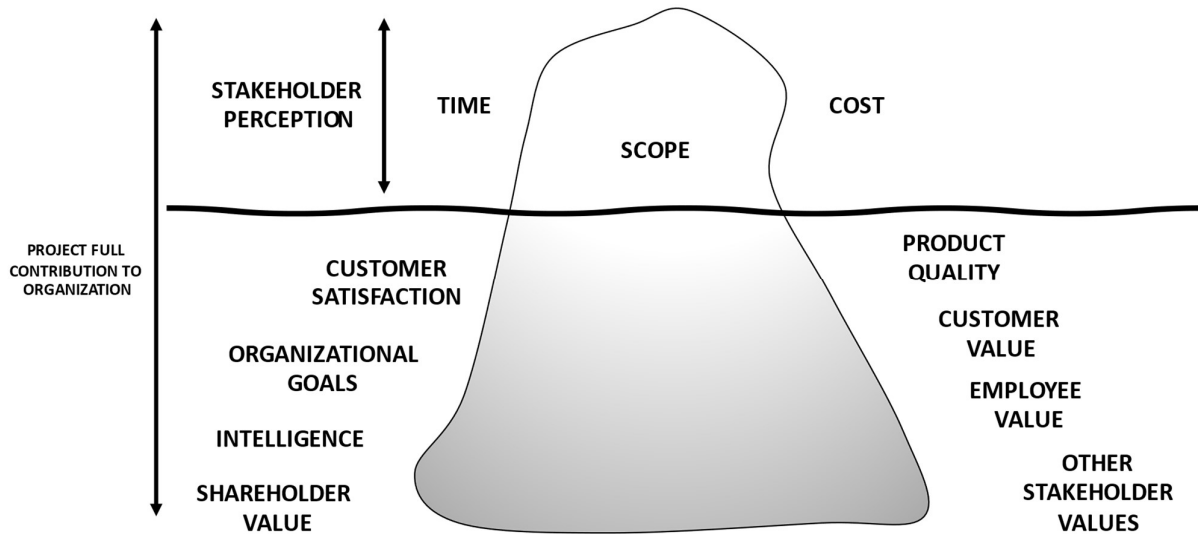 STAKEHOLDER
PERCEPTION
TIME
SCOPE
COST
PROJECT FULL
CONTRIBUTION TO
ORGANIZATION
CUSTOMER
SATISFACTION
ORGANIZATIONAL
GOALS
INTELLIGENCE
SHAREHOLDER
VALUE
PRODUCT
QUALITY
CUSTOMER
VALUE
EMPLOYEE
VALUE
OTHER
STAKEHOLDER
VALUES